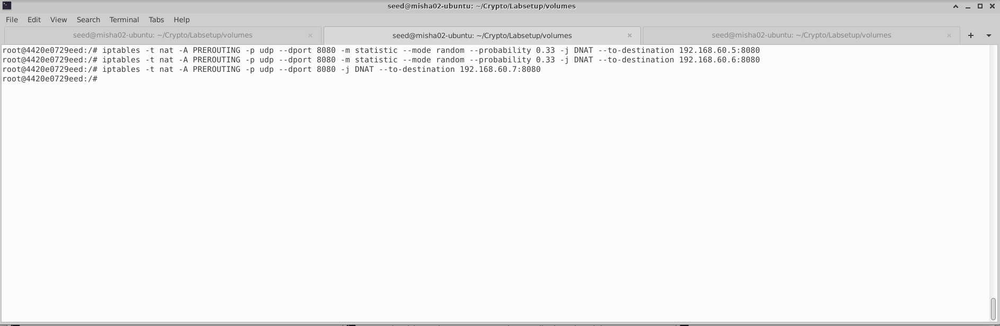 seed@misha02-ubuntu: ~/Crypto/Labsetup/volumes
File Edit View Search Terminal Tabs Help
seed@misha02-ubuntu: ~/Crypto/Labsetup/volumes × seed@misha02-ubuntu: ~/Crypto/Labsetup/volumes × seed@misha02-ubuntu: ~/Crypto/Labsetup/volumes ×
root@4420e0729eed:/# iptables -t nat -A PREROUTING -p udp --dport 8080 -m statistic --mode random --probability 0.33 -j DNAT --to-destination 192.168.60.5:8080
root@4420e0729eed:/# iptables -t nat -A PREROUTING -p udp --dport 8080 -m statistic --mode random --probability 0.33 -j DNAT --to-destination 192.168.60.6:8080
root@4420e0729eed:/# iptables -t nat -A PREROUTING -p udp --dport 8080 -j DNAT --to-destination 192.168.60.7:8080
root@4420e0729eed:/#